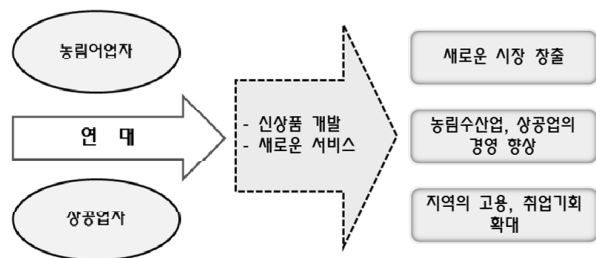 농림어업자
연 대
상공업자
- 신상품 개발
- 새로운 서비스
새로운 시장 창출
농림수산업, 상공업의
경영 향상
지역의 고용, 취업기회
확대